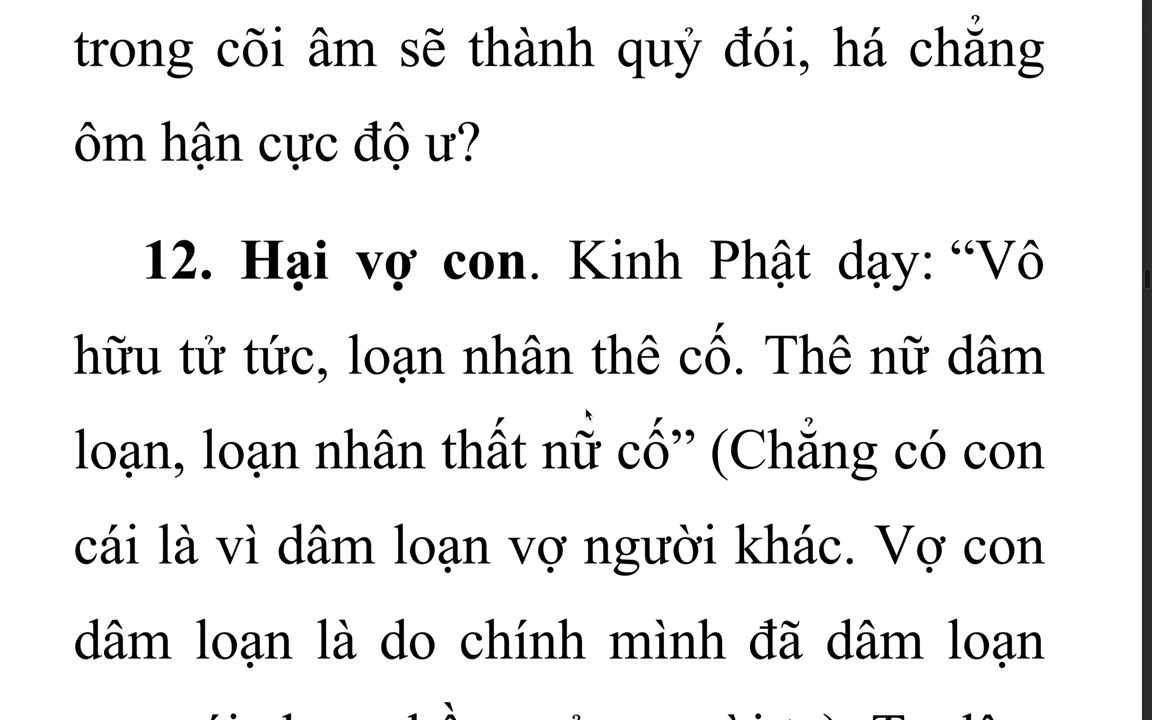 trong cõi âm sẽ thành quỷ đói, há chẳng
ôm hận cực độ ư?
12. Hại vợ con. Kinh Phật dạy: “Vô
hữu tử tức, loạn nhân thê cố. Thê nữ dâm
loạn, loạn nhân thất nữ cố” (Chẳng có con
cái là vì dâm loạn vợ người khác. Vợ con
dâm loạn là do chính mình đã dâm loạn